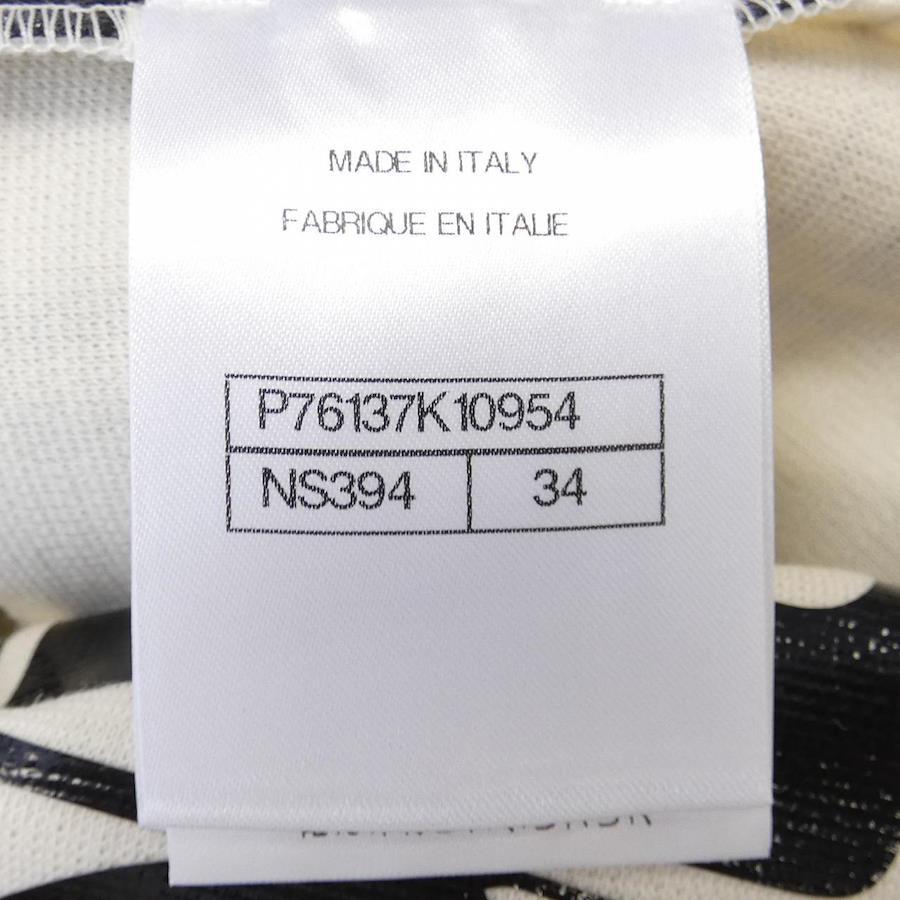 MADE IN ITALY
FABRIQUE EN ITALIE
P76137K10954
NS394 34